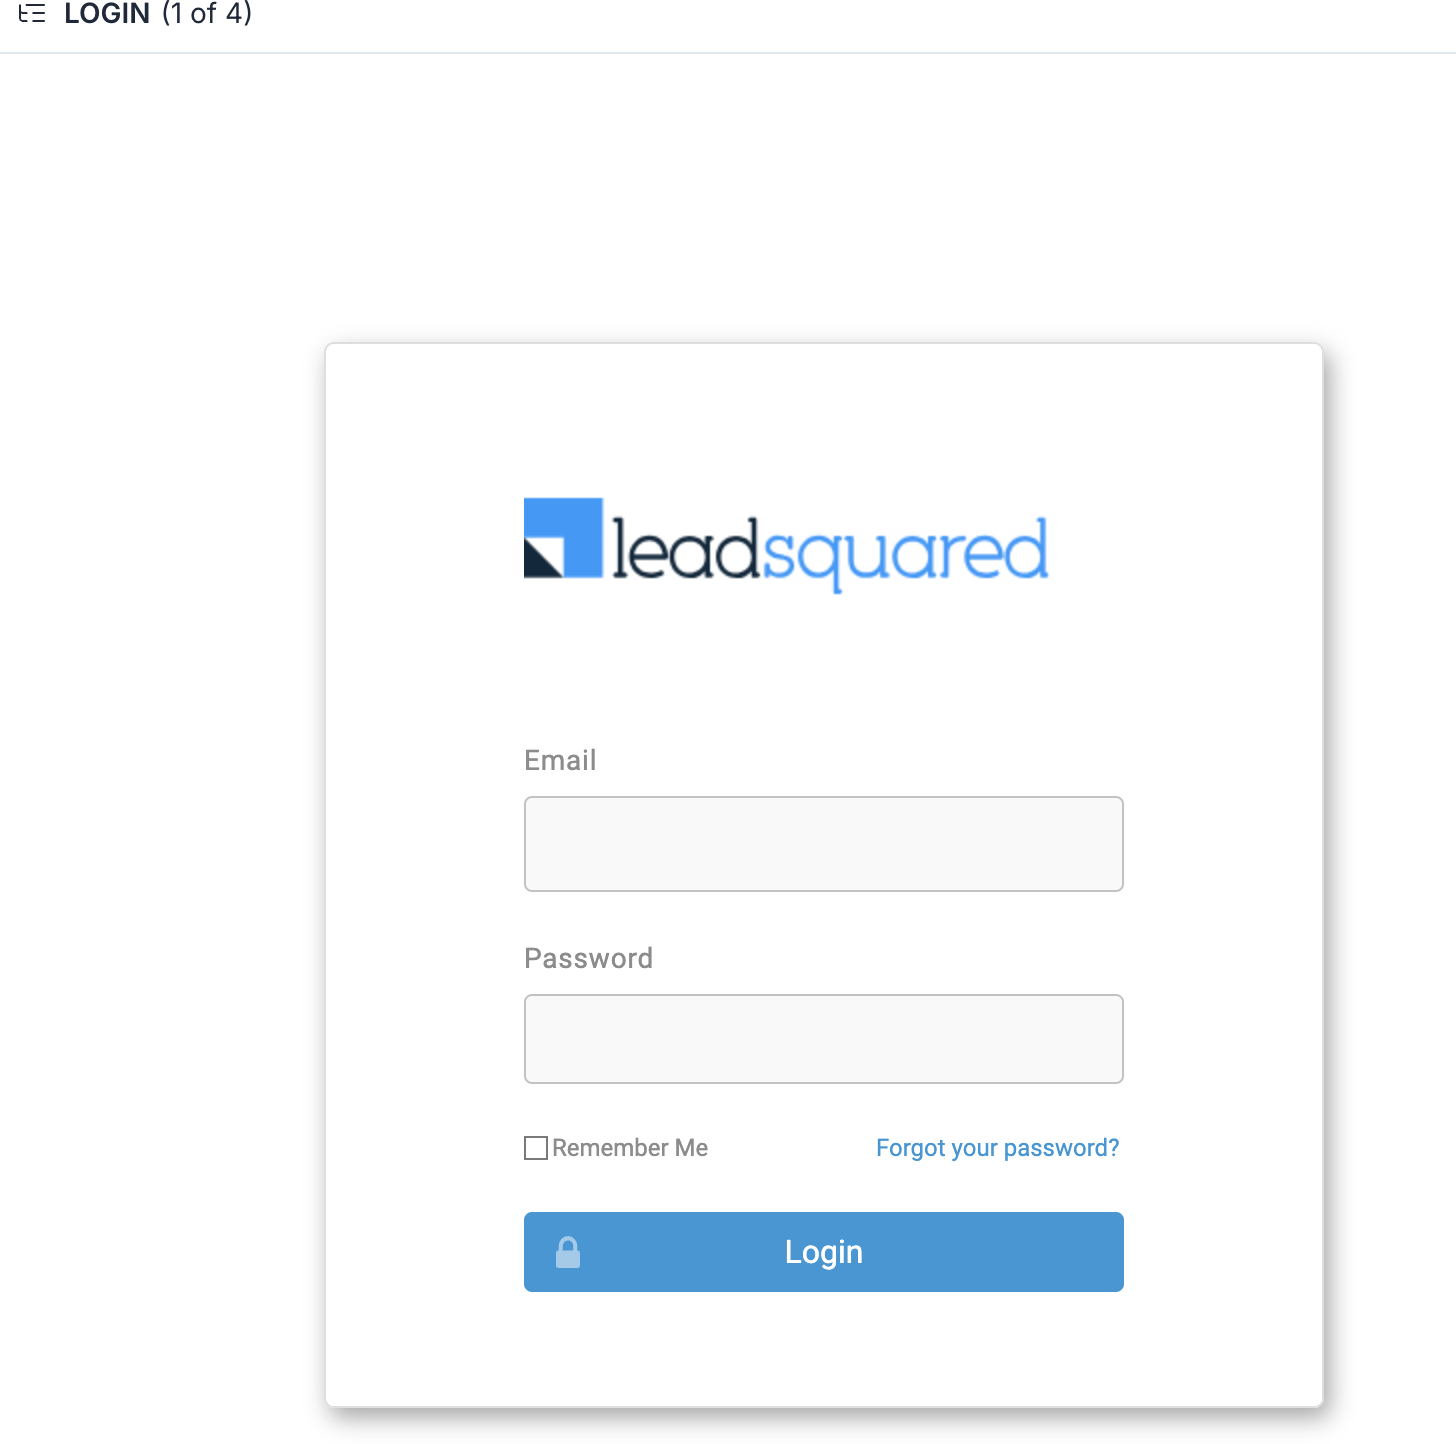 LOGIN (1 of 4)
leadsquared
Email
Password
Remember Me
Forgot your password?
Login